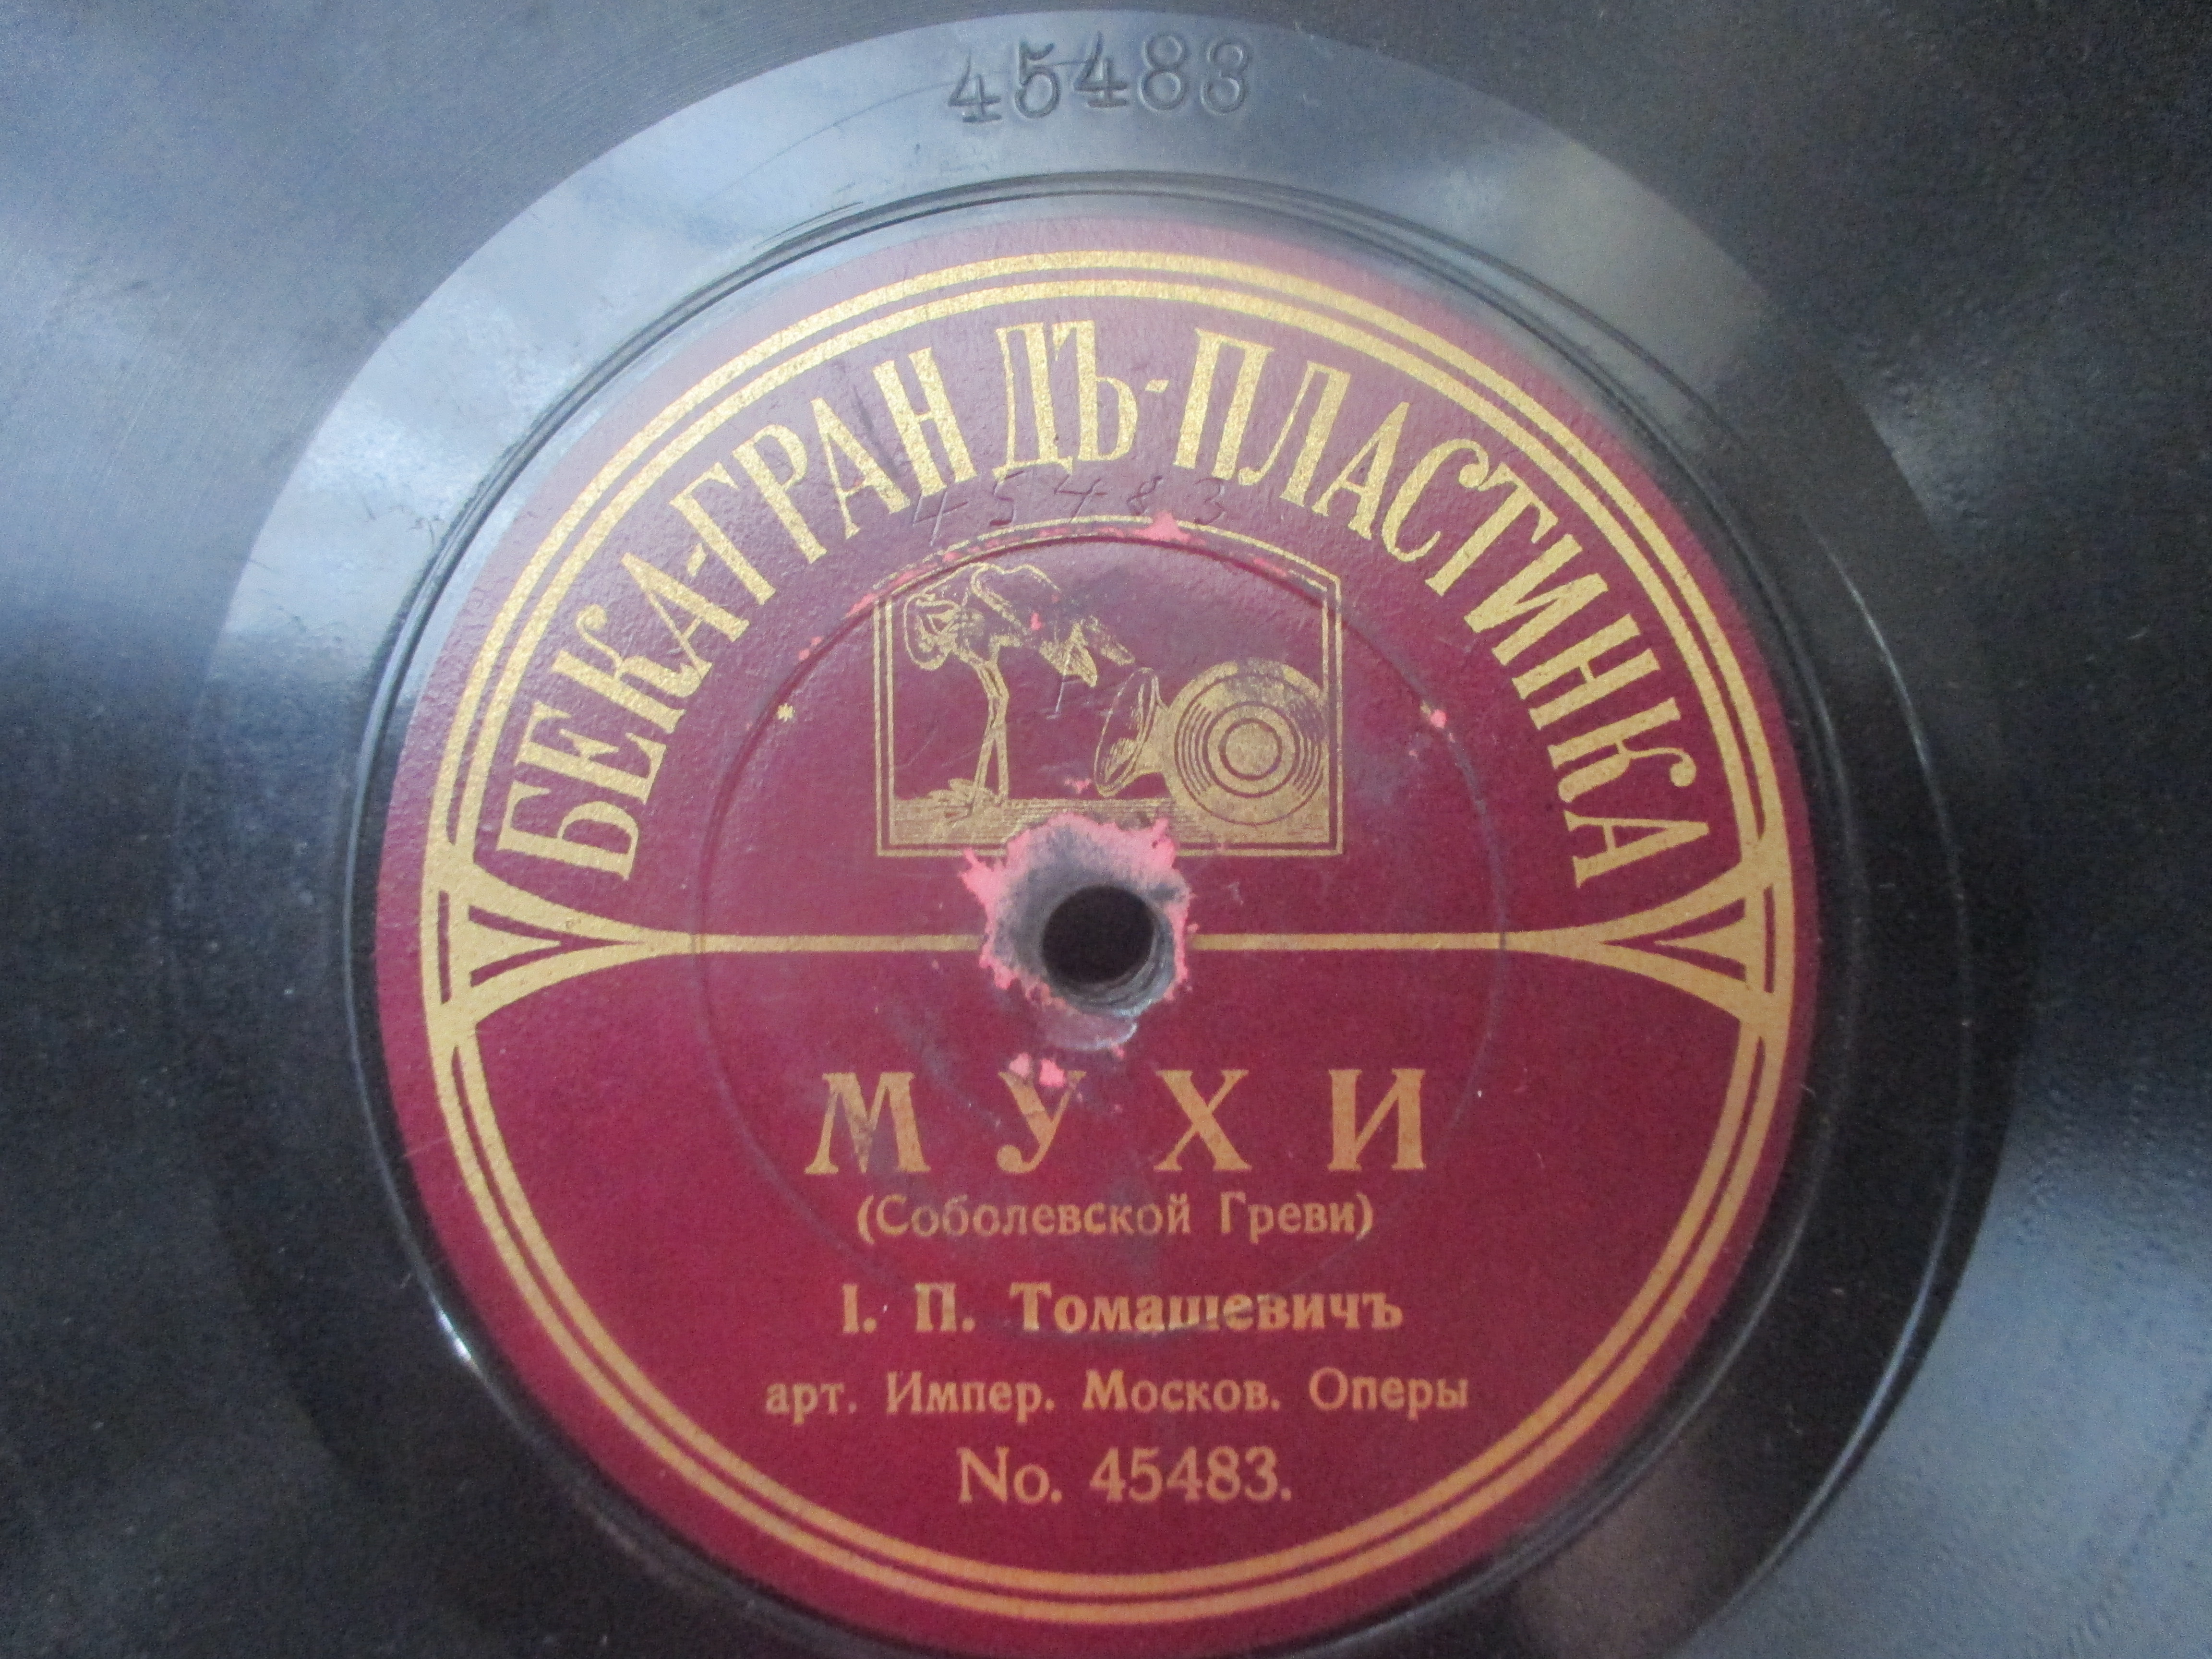 45483
БЕКА-ГРАНДЪ-ПЛАСТИНКА
45483
МУХИ
(Соболевской Греви)
І. П. Томашевичъ
арт. Импер. Москов. Оперы
No. 45483.